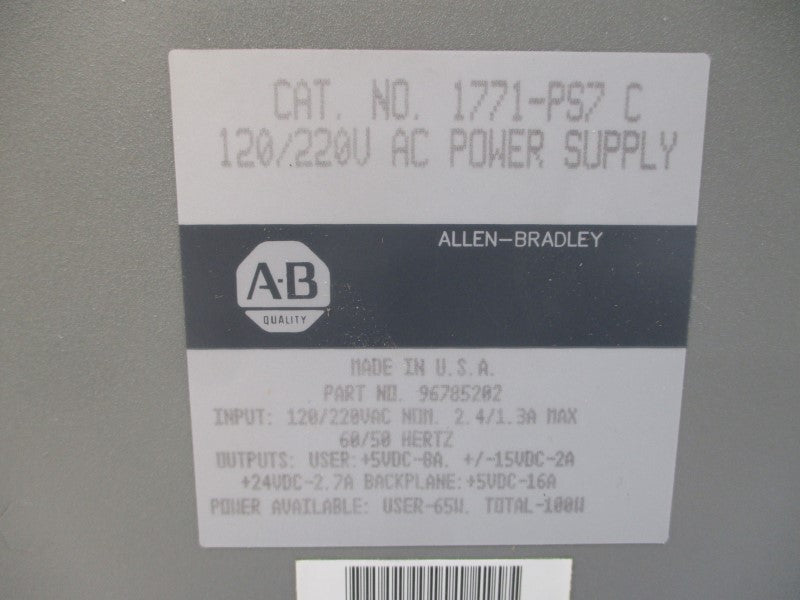 CAT. NO. 1771-PS7 C
120/220V AC POWER SUPPLY
ALLEN-BRADLEY
A-B
QUALITY
MADE IN U.S.A.
PART NO. 96785202
INPUT: 120/220VAC NOM. 2.4/1.3A MAX
60/50 HERTZ
OUTPUTS: USER:+5VDC-8A. +/-15VDC-2A
+24VDC-2.7A BACKPLANE:+5VDC-16A
POWER AVAILABLE: USER-65W. TOTAL-100W